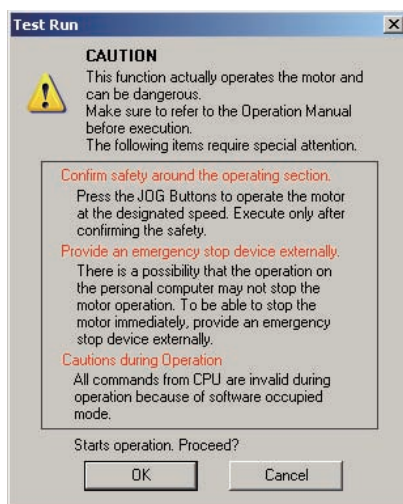 Test Run
CAUTION
This function actually operates the motor and
can be dangerous.
Make sure to refer to the Operation Manual
before execution.
The following items require special attention.
Confirm safety around the operating section.
Press the JOG Buttons to operate the motor
at the designated speed. Execute only after
confirming the safety.
Provide an emergency stop device externally.
There is a possibility that the operation on
the personal computer may not stop the
motor operation. To be able to stop the
motor immediately, provide an emergency
stop device externally.
Cautions during Operation
All commands from CPU are invalid during
operation because of software occupied
mode.
Starts operation. Proceed?
OK
Cancel